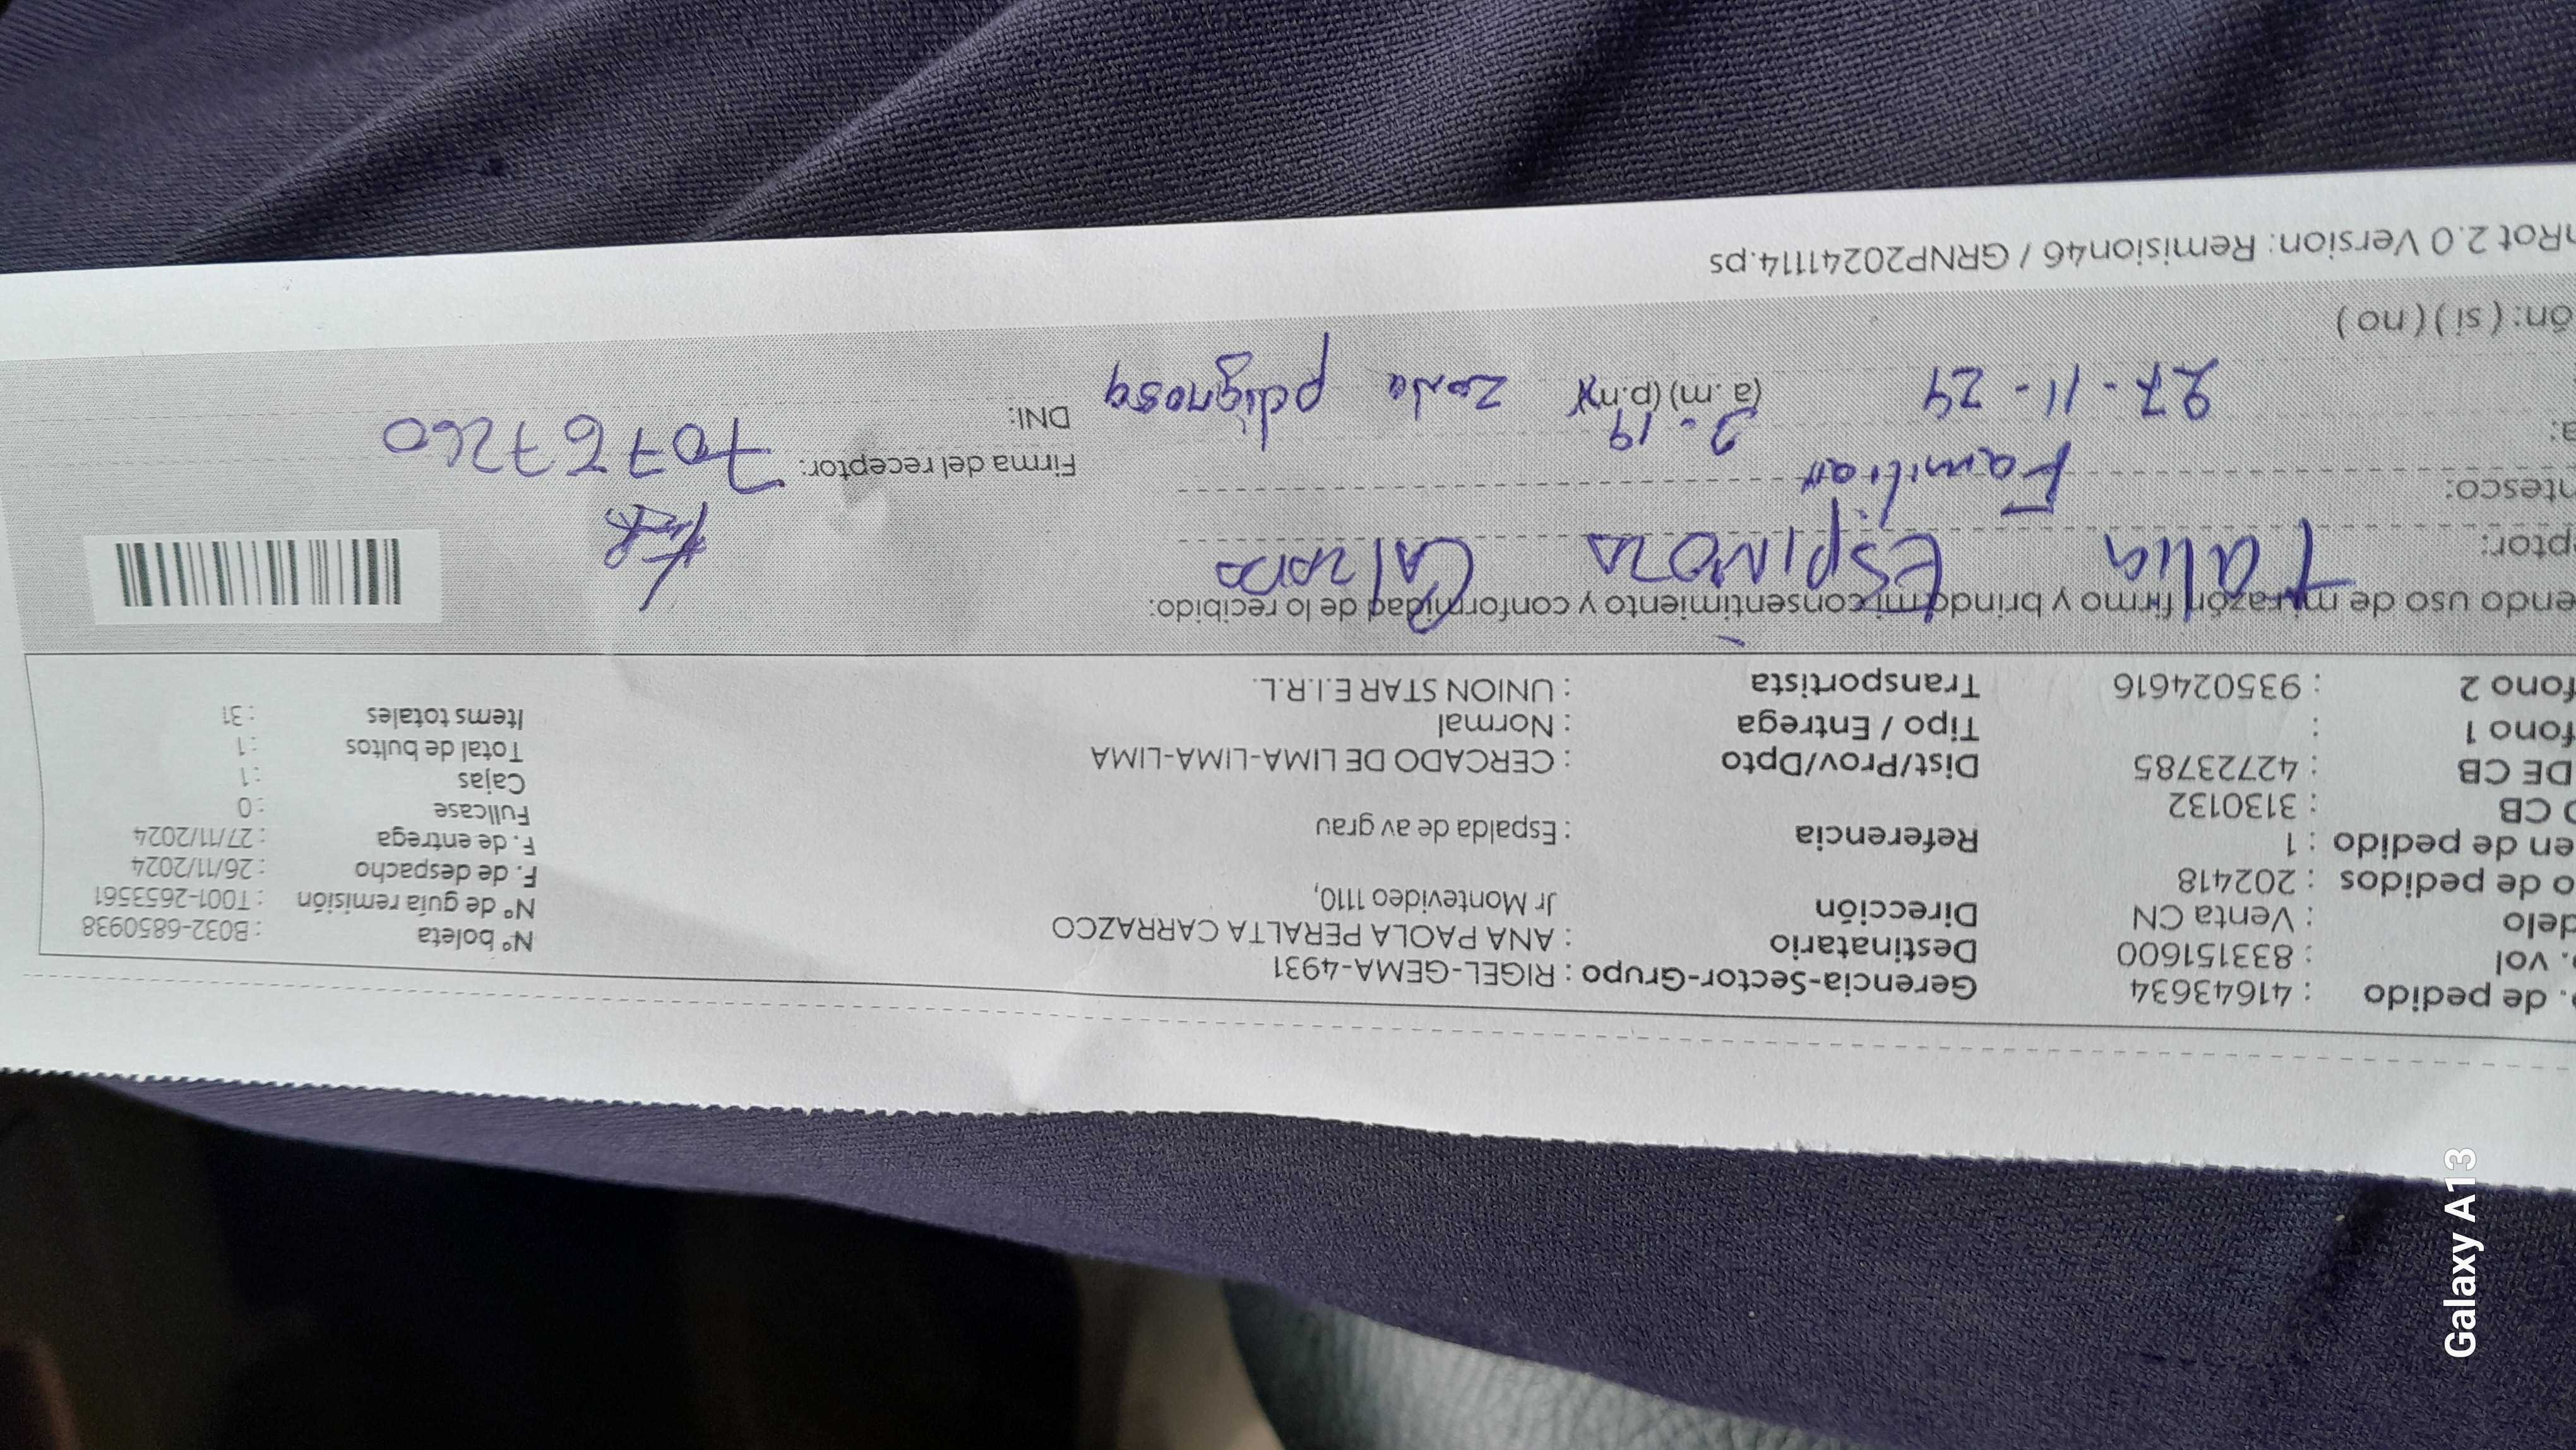 . de pedido : 41643634 Gerencia-Sector-Grupo : RIGEL-GEMA-4931 N° boleta : B032-6850938
. vol : 833151600 Destinatario : ANA PAOLA PERALTA CARRAZCO N° de guía remisión : T001-2653561
delo : Venta CN Dirección Jr Montevideo 1110, F. de despacho : 26/11/2024
o de pedidos : 202418 F. de entrega : 27/11/2024
en de pedido : 1 Referencia : Espalda de av grau Fullcase : 0
O CB : 3130132 Cajas : 1
DE CB : 42723785 Dist/Prov/Dpto : CERCADO DE LIMA-LIMA-LIMA Total de bultos : 1
fono 1 : Tipo / Entrega : Normal Items totales : 31
fono 2 : 935024616 Transportista : UNION STAR E.I.R.L.
endo uso de mi razón firmo y brindo mi consentimiento y conformidad de lo recibido:
ptor: Talia Espinoza
ntesco: Familiar Firma del receptor:
a: 27-11-24 (a.m) (p.m) zona peligrosa DNI: 70767260
ón: ( si ) ( no )
Rot 2.0 Version: Remision46 / GRNP20241114.ps
Galaxy A13